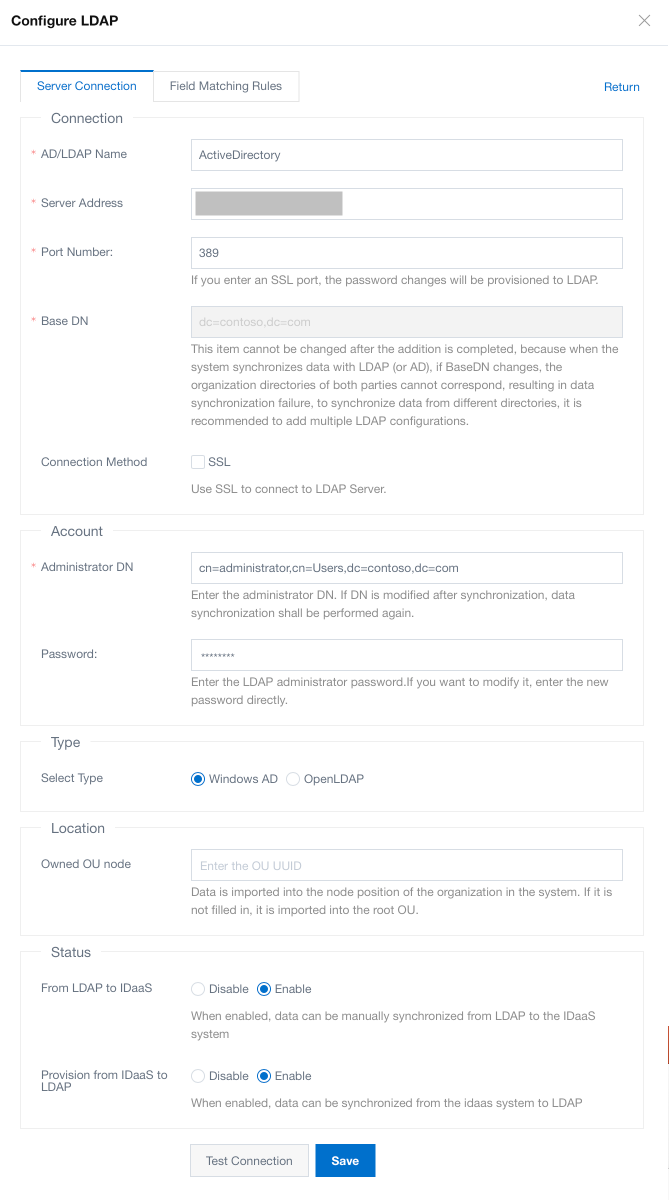 Configure LDAP
Server Connection
Field Matching Rules
Return
Connection
* AD/LDAP Name
ActiveDirectory
* Server Address
* Port Number:
389
If you enter an SSL port, the password changes will be provisioned to LDAP.
* Base DN
dc=contoso,dc=com
This item cannot be changed after the addition is completed, because when the
system synchronizes data with LDAP (or AD), if BaseDN changes, the
organization directories of both parties cannot correspond, resulting in data
synchronization failure, to synchronize data from different directories, it is
recommended to add multiple LDAP configurations.
Connection Method
SSL
Use SSL to connect to LDAP Server.
Account
* Administrator DN
cn=administrator,cn=Users,dc=contoso,dc=com
Enter the administrator DN. If DN is modified after synchronization, data
synchronization shall be performed again.
Password:
********
Enter the LDAP administrator password.If you want to modify it, enter the new
password directly.
Type
Select Type
Windows AD
OpenLDAP
Location
Owned OU node
Enter the OU UUID
Data is imported into the node position of the organization in the system. If it is
not filled in, it is imported into the root OU.
Status
From LDAP to IDaaS
Disable
Enable
When enabled, data can be manually synchronized from LDAP to the IDaaS
system
Provision from IDaaS to
LDAP
Disable
Enable
When enabled, data can be synchronized from the idaas system to LDAP
Test Connection
Save